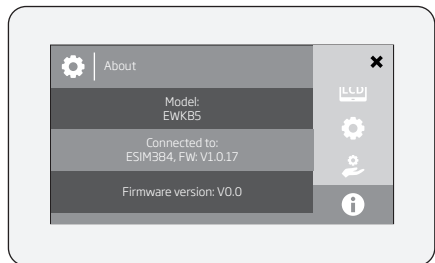 About
LCD
Model:
EWKB5
Connected to:
ESIM384, FW: V1.0.17
Firmware version: V0.0